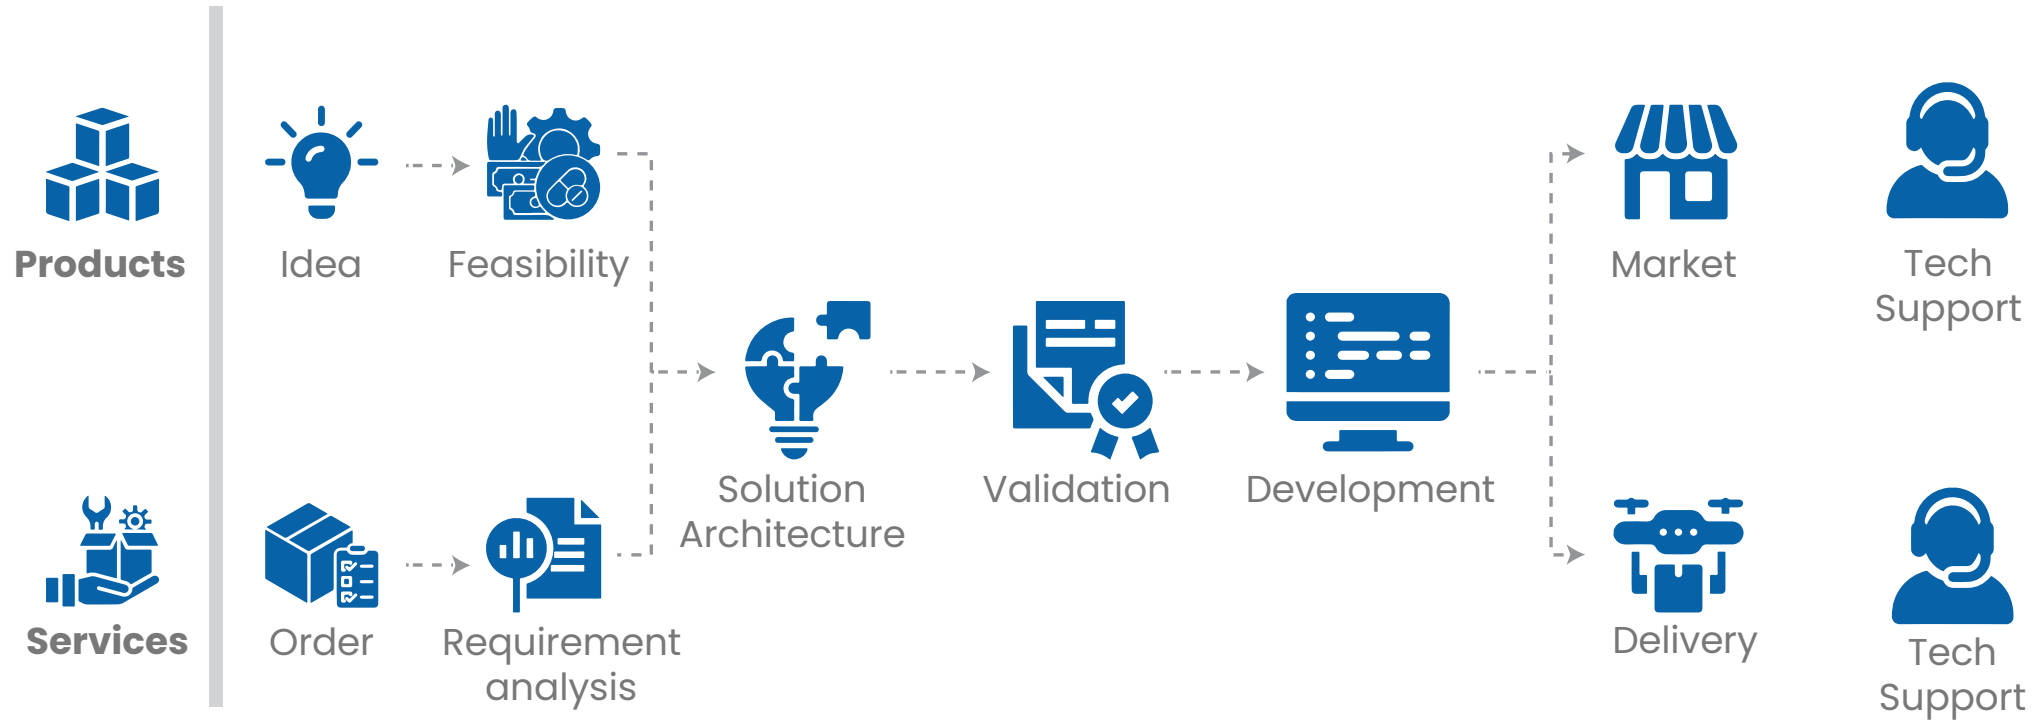 Products
Idea
Feasibility
Market
Tech
Support
Solution
Architecture
Validation
Development
Services
Order
Requirement
analysis
Delivery
Tech
Support